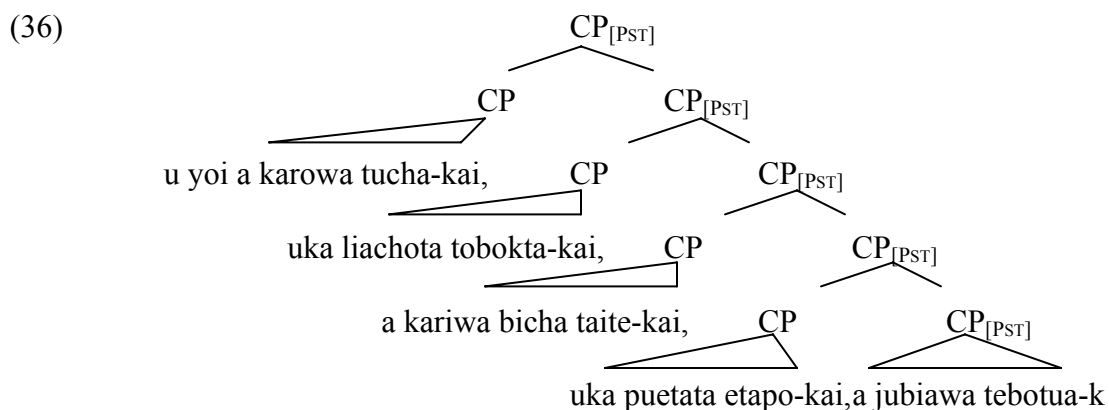 (36) CP[PST]
CP CP[PST]
u yoi a karowa tucha-kai, CP CP[PST]
uka liachota tobokta-kai, CP CP[PST]
a kariwa bicha taite-kai, CP CP[PST]
uka puetata etapo-kai,a jubiawa tebotua-k